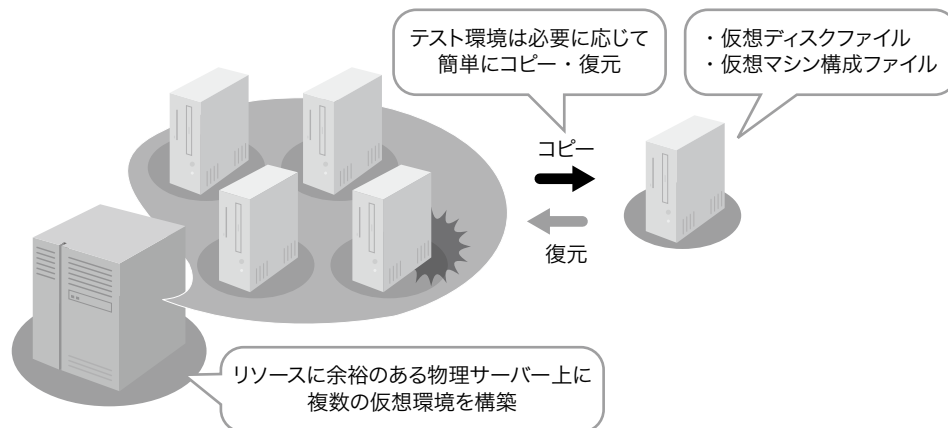 テスト環境は必要に応じて
簡単にコピー・復元
・仮想ディスクファイル
・仮想マシン構成ファイル
コピー
復元
リソースに余裕のある物理サーバー上に
複数の仮想環境を構築